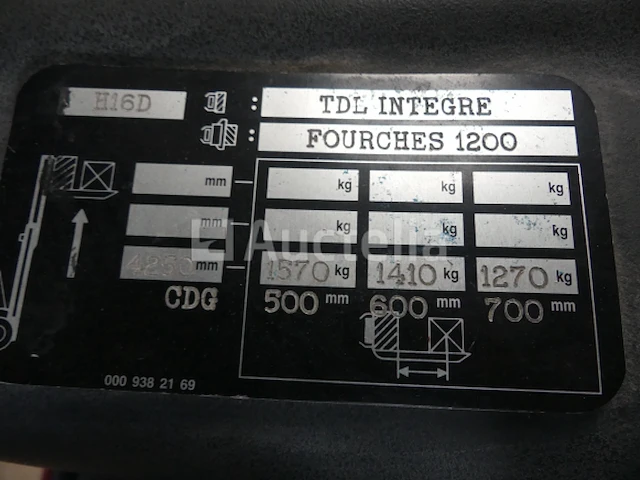 H16D : TDL INTEGRE
: FOURCHES 1200
mm kg kg kg
mm kg kg kg
4250 mm 1570 kg 1410 kg 1270 kg
CDG 500 mm 600 mm 700 mm
000 938 21 69
Auctelia